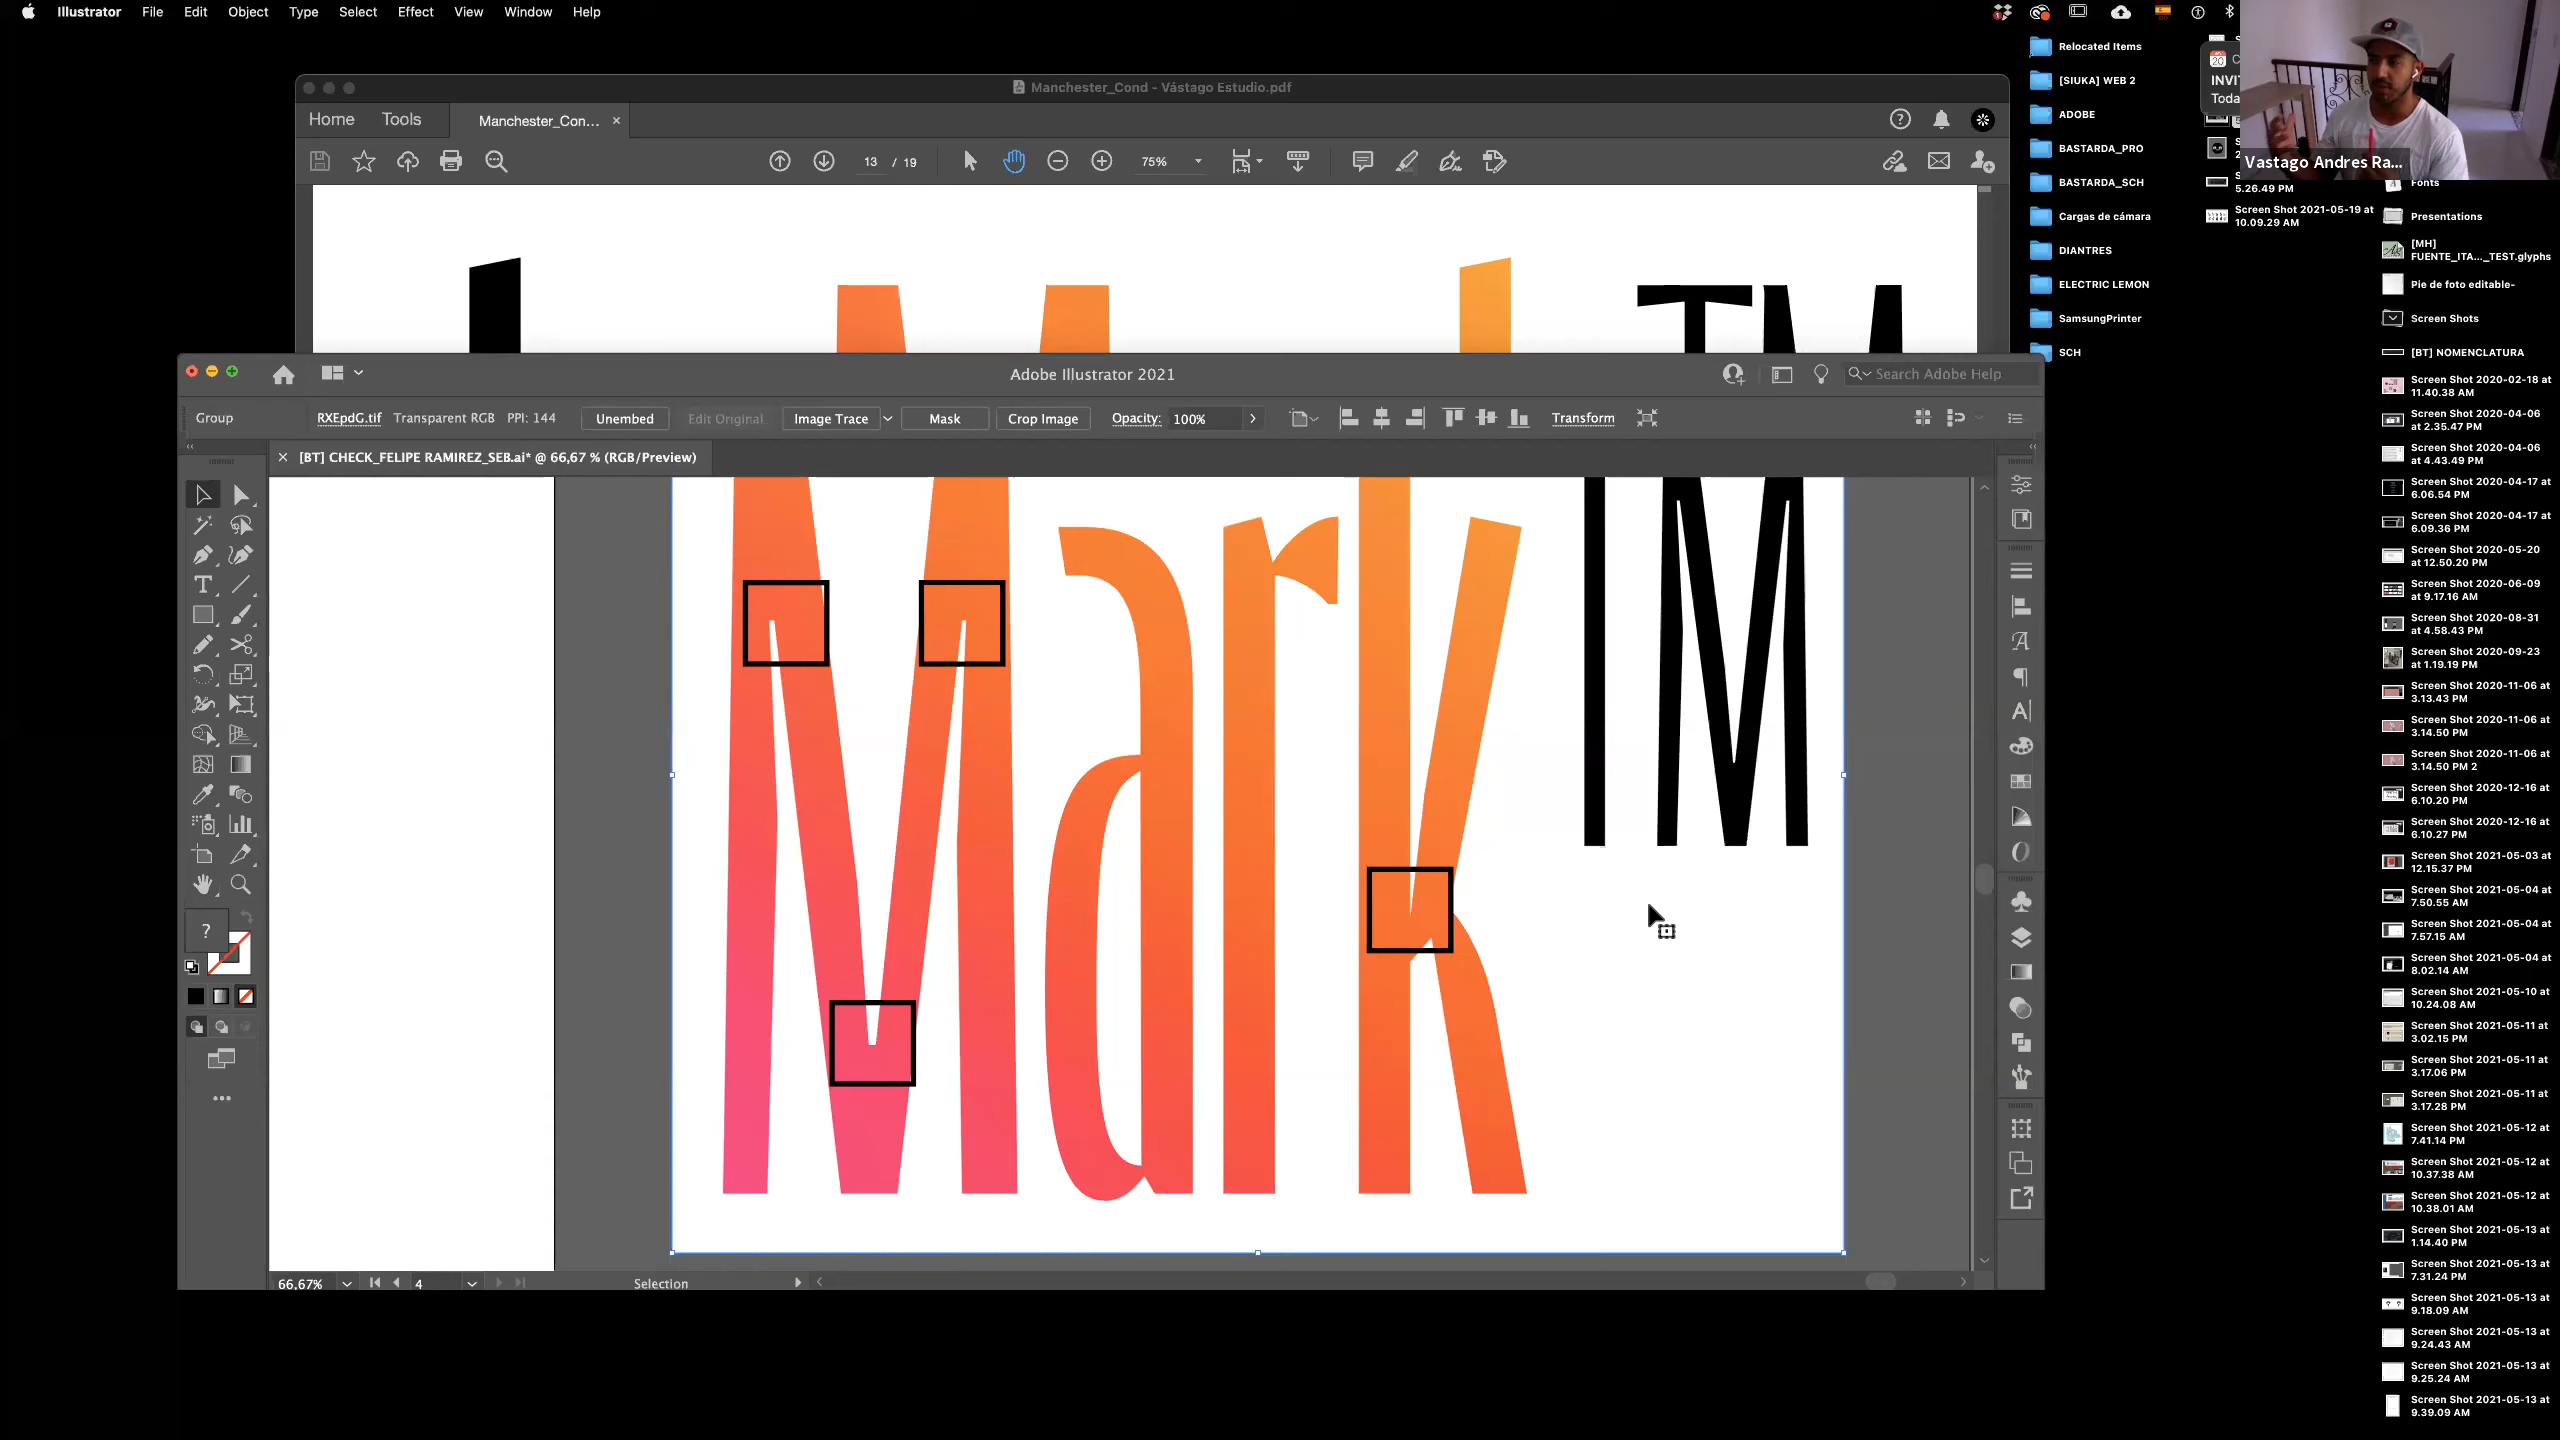 Illustrator File Edit Object Type Select Effect View Window Help
Manchester_Cond - Vástago Estudio.pdf
Home Tools Manchester_Con... ×
13 / 19 75%
TM
Adobe Illustrator 2021
Search Adobe Help
Group RXEpdG.tif Transparent RGB PPI: 144 Unembed Edit Original Image Trace Mask Crop Image Opacity: 100% Transform
× [BT] CHECK_FELIPE RAMIREZ_SEB.ai* @ 66,67 % (RGB/Preview)
Mark
TM
66,67% 4 Selection
Relocated Items
[SIUKA] WEB 2
ADOBE
BASTARDA_PRO
BASTARDA_SCH
Cargas de cámara
DIANTRES
ELECTRIC LEMON
SamsungPrinter
SCH
20
INVIT
Toda
Vastago Andres Ra...
5.26.49 PM
Screen Shot 2021-05-19 at
10.09.29 AM
Fonts
Presentations
[MH]
FUENTE_ITA..._TEST.glyphs
Pie de foto editable-
Screen Shots
[BT] NOMENCLATURA
Screen Shot 2020-02-18 at
11.40.38 AM
Screen Shot 2020-04-06
at 2.35.47 PM
Screen Shot 2020-04-06
at 4.43.49 PM
Screen Shot 2020-04-17 at
6.06.54 PM
Screen Shot 2020-04-17 at
6.09.36 PM
Screen Shot 2020-05-20
at 12.50.20 PM
Screen Shot 2020-06-09
at 9.17.16 AM
Screen Shot 2020-08-31
at 4.58.43 PM
Screen Shot 2020-09-23
at 1.19.19 PM
Screen Shot 2020-11-06 at
3.13.43 PM
Screen Shot 2020-11-06 at
3.14.50 PM
Screen Shot 2020-11-06 at
3.14.50 PM 2
Screen Shot 2020-12-16 at
6.10.20 PM
Screen Shot 2020-12-16 at
6.10.27 PM
Screen Shot 2021-05-03 at
12.15.37 PM
Screen Shot 2021-05-04 at
7.50.55 AM
Screen Shot 2021-05-04 at
7.57.15 AM
Screen Shot 2021-05-04 at
8.02.14 AM
Screen Shot 2021-05-10 at
10.24.08 AM
Screen Shot 2021-05-11 at
3.02.15 PM
Screen Shot 2021-05-11 at
3.17.06 PM
Screen Shot 2021-05-11 at
3.17.28 PM
Screen Shot 2021-05-12 at
7.41.14 PM
Screen Shot 2021-05-12 at
10.37.38 AM
Screen Shot 2021-05-12 at
10.38.01 AM
Screen Shot 2021-05-13 at
1.14.40 PM
Screen Shot 2021-05-13 at
7.31.24 PM
Screen Shot 2021-05-13 at
9.18.09 AM
Screen Shot 2021-05-13 at
9.24.43 AM
Screen Shot 2021-05-13 at
9.25.24 AM
Screen Shot 2021-05-13 at
9.39.09 AM